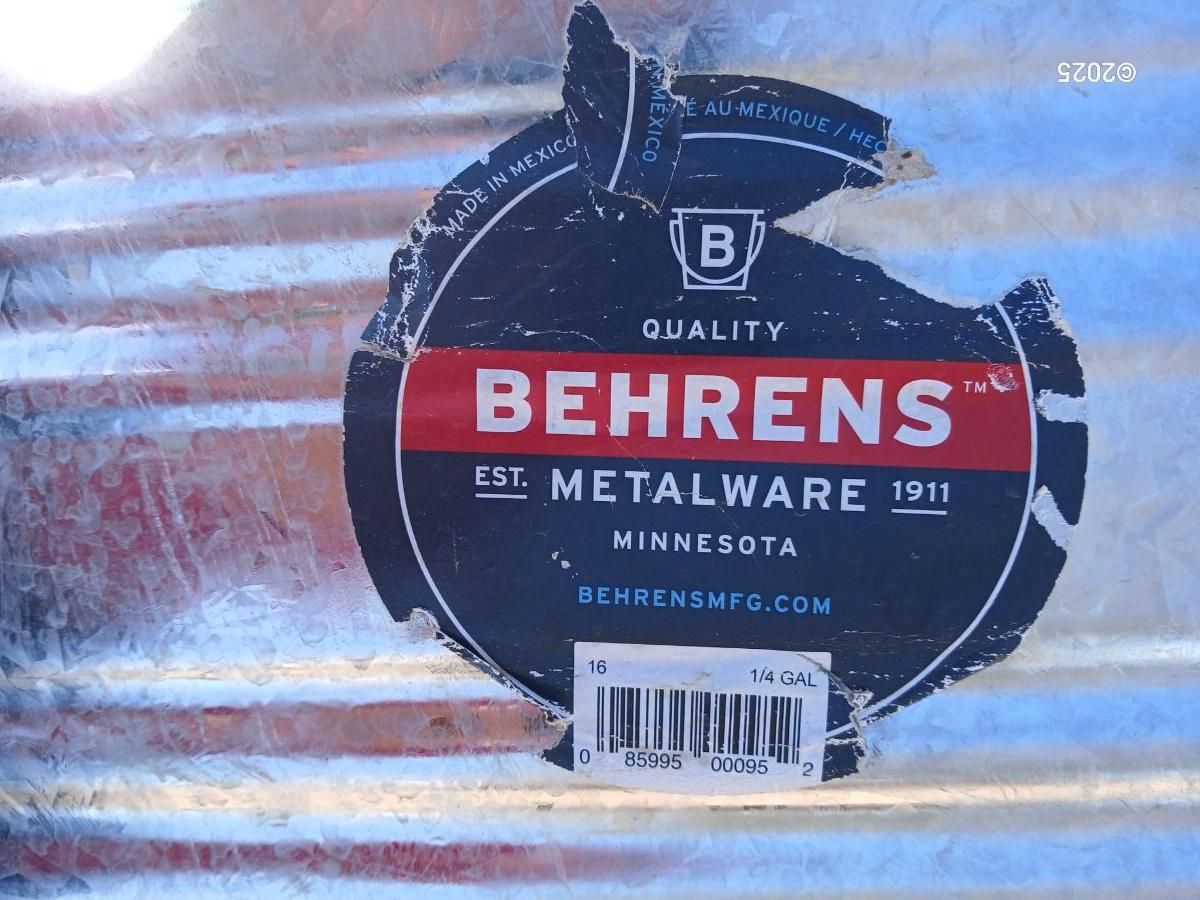 ©2025
MADE IN MEXICO
MÉXICO
É AU MEXIQUE / HEC
B
QUALITY
BEHRENS™
EST. METALWARE 1911
MINNESOTA
BEHRENSMFG.COM
16 1/4 GAL
0 85995 00095 2